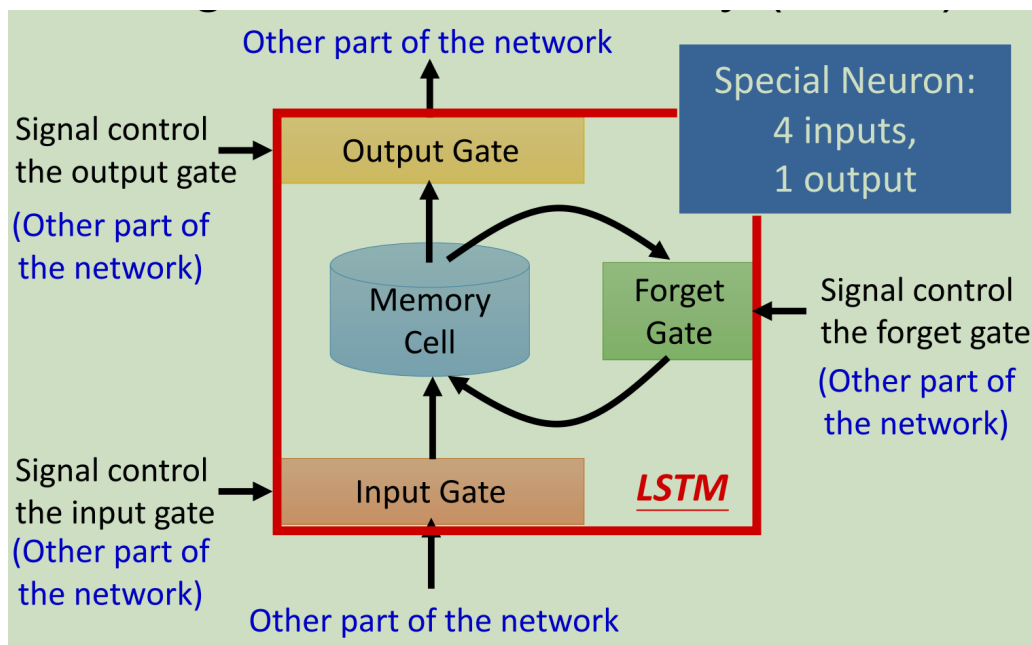 Other part of the network
Special Neuron:
4 inputs,
1 output
Signal control
the output gate
(Other part of
the network)
Output Gate
Memory
Cell
Forget
Gate
Signal control
the forget gate
(Other part of
the network)
Signal control
the input gate
(Other part of
the network)
Input Gate
LSTM
Other part of the network